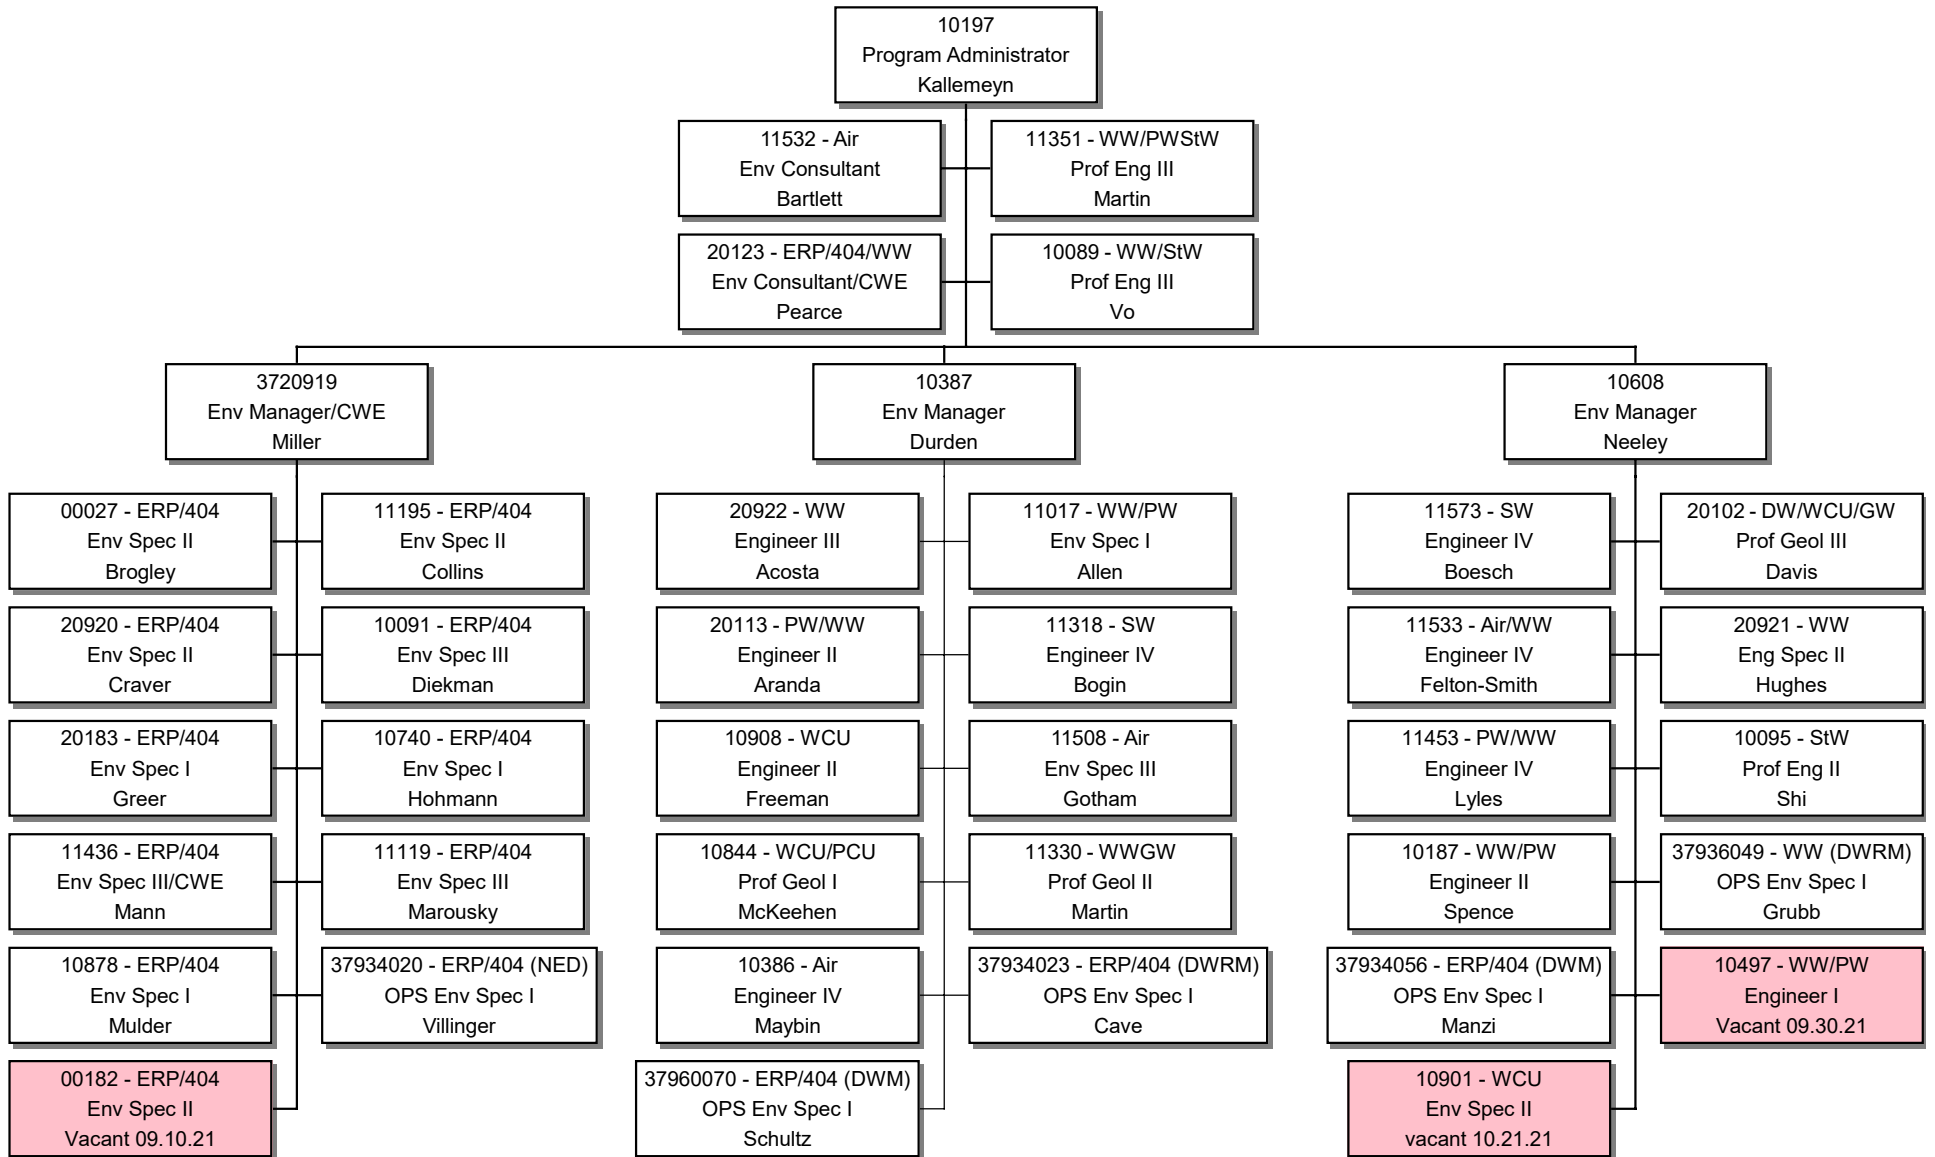 10197
Program Administrator
Kallemeyn
11532 - Air
Env Consultant
Bartlett
11351 - WW/PWStW
Prof Eng III
Martin
20123 - ERP/404/WW
Env Consultant/CWE
Pearce
10089 - WW/StW
Prof Eng III
Vo
3720919
Env Manager/CWE
Miller
00027 - ERP/404
Env Spec II
Brogley
11195 - ERP/404
Env Spec II
Collins
20920 - ERP/404
Env Spec II
Craver
10091 - ERP/404
Env Spec III
Diekman
20183 - ERP/404
Env Spec I
Greer
10740 - ERP/404
Env Spec I
Hohmann
11436 - ERP/404
Env Spec III/CWE
Mann
11119 - ERP/404
Env Spec III
Marousky
10878 - ERP/404
Env Spec I
Mulder
37934020 - ERP/404 (NED)
OPS Env Spec I
Villinger
00182 - ERP/404
Env Spec II
Vacant 09.10.21
10387
Env Manager
Durden
20922 - WW
Engineer III
Acosta
11017 - WW/PW
Env Spec I
Allen
20113 - PW/WW
Engineer II
Aranda
11318 - SW
Engineer IV
Bogin
10908 - WCU
Engineer II
Freeman
11508 - Air
Env Spec III
Gotham
10844 - WCU/PCU
Prof Geol I
McKeehen
11330 - WWGW
Prof Geol II
Martin
10386 - Air
Engineer IV
Maybin
37934023 - ERP/404 (DWRM)
OPS Env Spec I
Cave
37960070 - ERP/404 (DWM)
OPS Env Spec I
Schultz
10608
Env Manager
Neeley
11573 - SW
Engineer IV
Boesch
20102 - DW/WCU/GW
Prof Geol III
Davis
11533 - Air/WW
Engineer IV
Felton-Smith
20921 - WW
Eng Spec II
Hughes
11453 - PW/WW
Engineer IV
Lyles
10095 - StW
Prof Eng II
Shi
10187 - WW/PW
Engineer II
Spence
37936049 - WW (DWRM)
OPS Env Spec I
Grubb
37934056 - ERP/404 (DWM)
OPS Env Spec I
Manzi
10497 - WW/PW
Engineer I
Vacant 09.30.21
10901 - WCU
Env Spec II
vacant 10.21.21